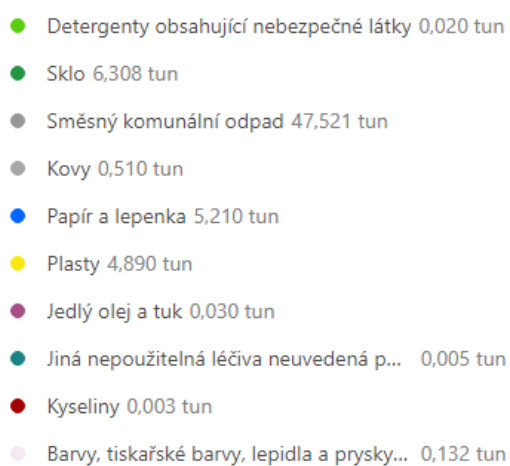 Detergenty obsahující nebezpečné látky 0,020 tun
Sklo 6,308 tun
Směsný komunální odpad 47,521 tun
Kovy 0,510 tun
Papír a lepenka 5,210 tun
Plasty 4,890 tun
Jedlý olej a tuk 0,030 tun
Jiná nepoužitelná léčiva neuvedená p... 0,005 tun
Kyseliny 0,003 tun
Barvy, tiskařské barvy, lepidla a prysky... 0,132 tun